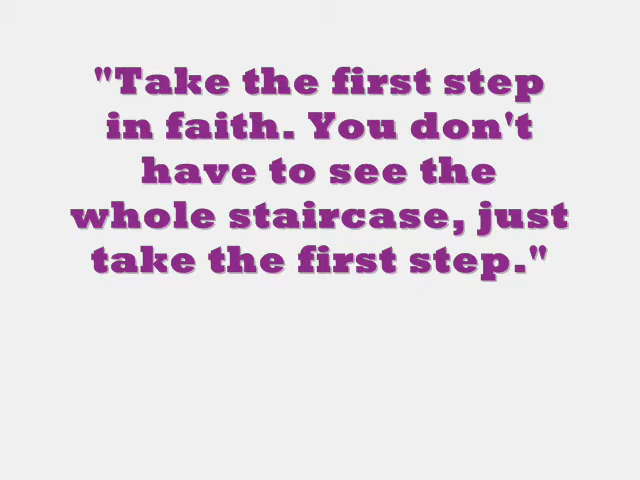 "Take the first step
in faith. You don't
have to see the
whole staircase, just
take the first step."